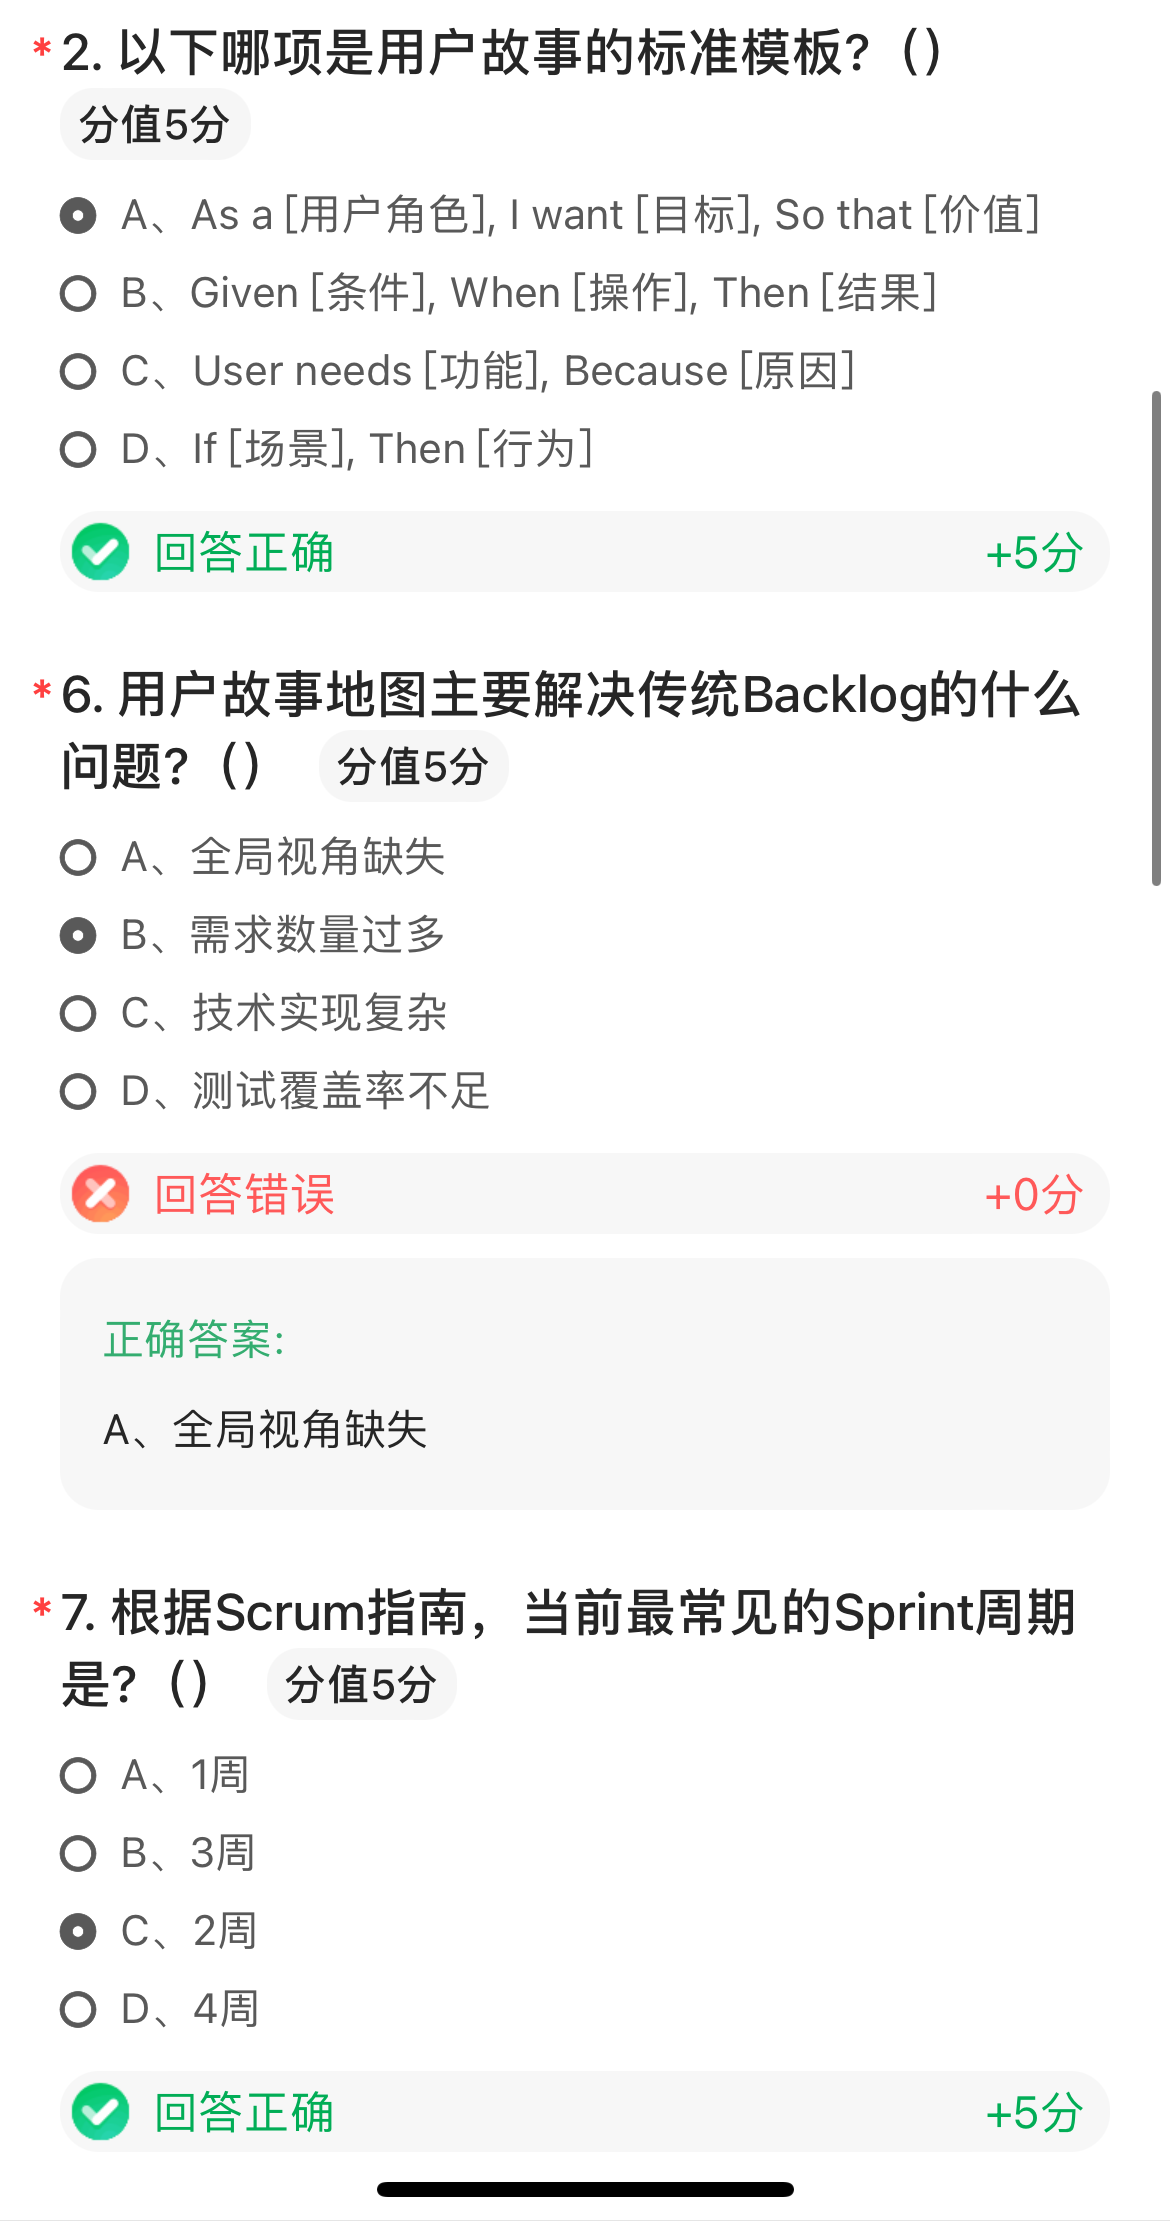 *2. 以下哪项是用户故事的标准模板?（）
分值5分
A、As a [用户角色], I want [目标], So that [价值]
B、Given [条件], When [操作], Then [结果]
C、User needs [功能], Because [原因]
D、If [场景], Then [行为]
回答正确 +5分
*6. 用户故事地图主要解决传统Backlog的什么
问题?（） 分值5分
A、全局视角缺失
B、需求数量过多
C、技术实现复杂
D、测试覆盖率不足
回答错误 +0分
正确答案:
A、全局视角缺失
*7. 根据Scrum指南，当前最常见的Sprint周期
是?（） 分值5分
A、1周
B、3周
C、2周
D、4周
回答正确 +5分